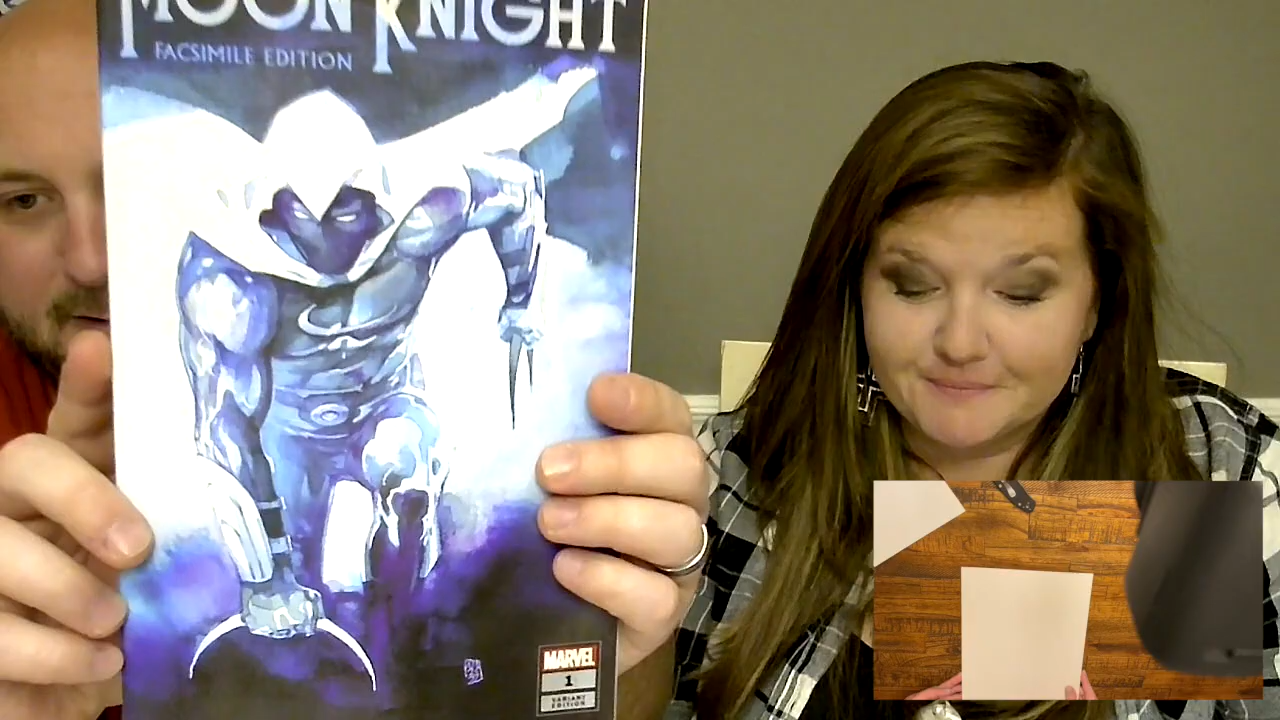 MOON KNIGHT
FACSIMILE EDITION
MARVEL
1
VARIANT
EDITION